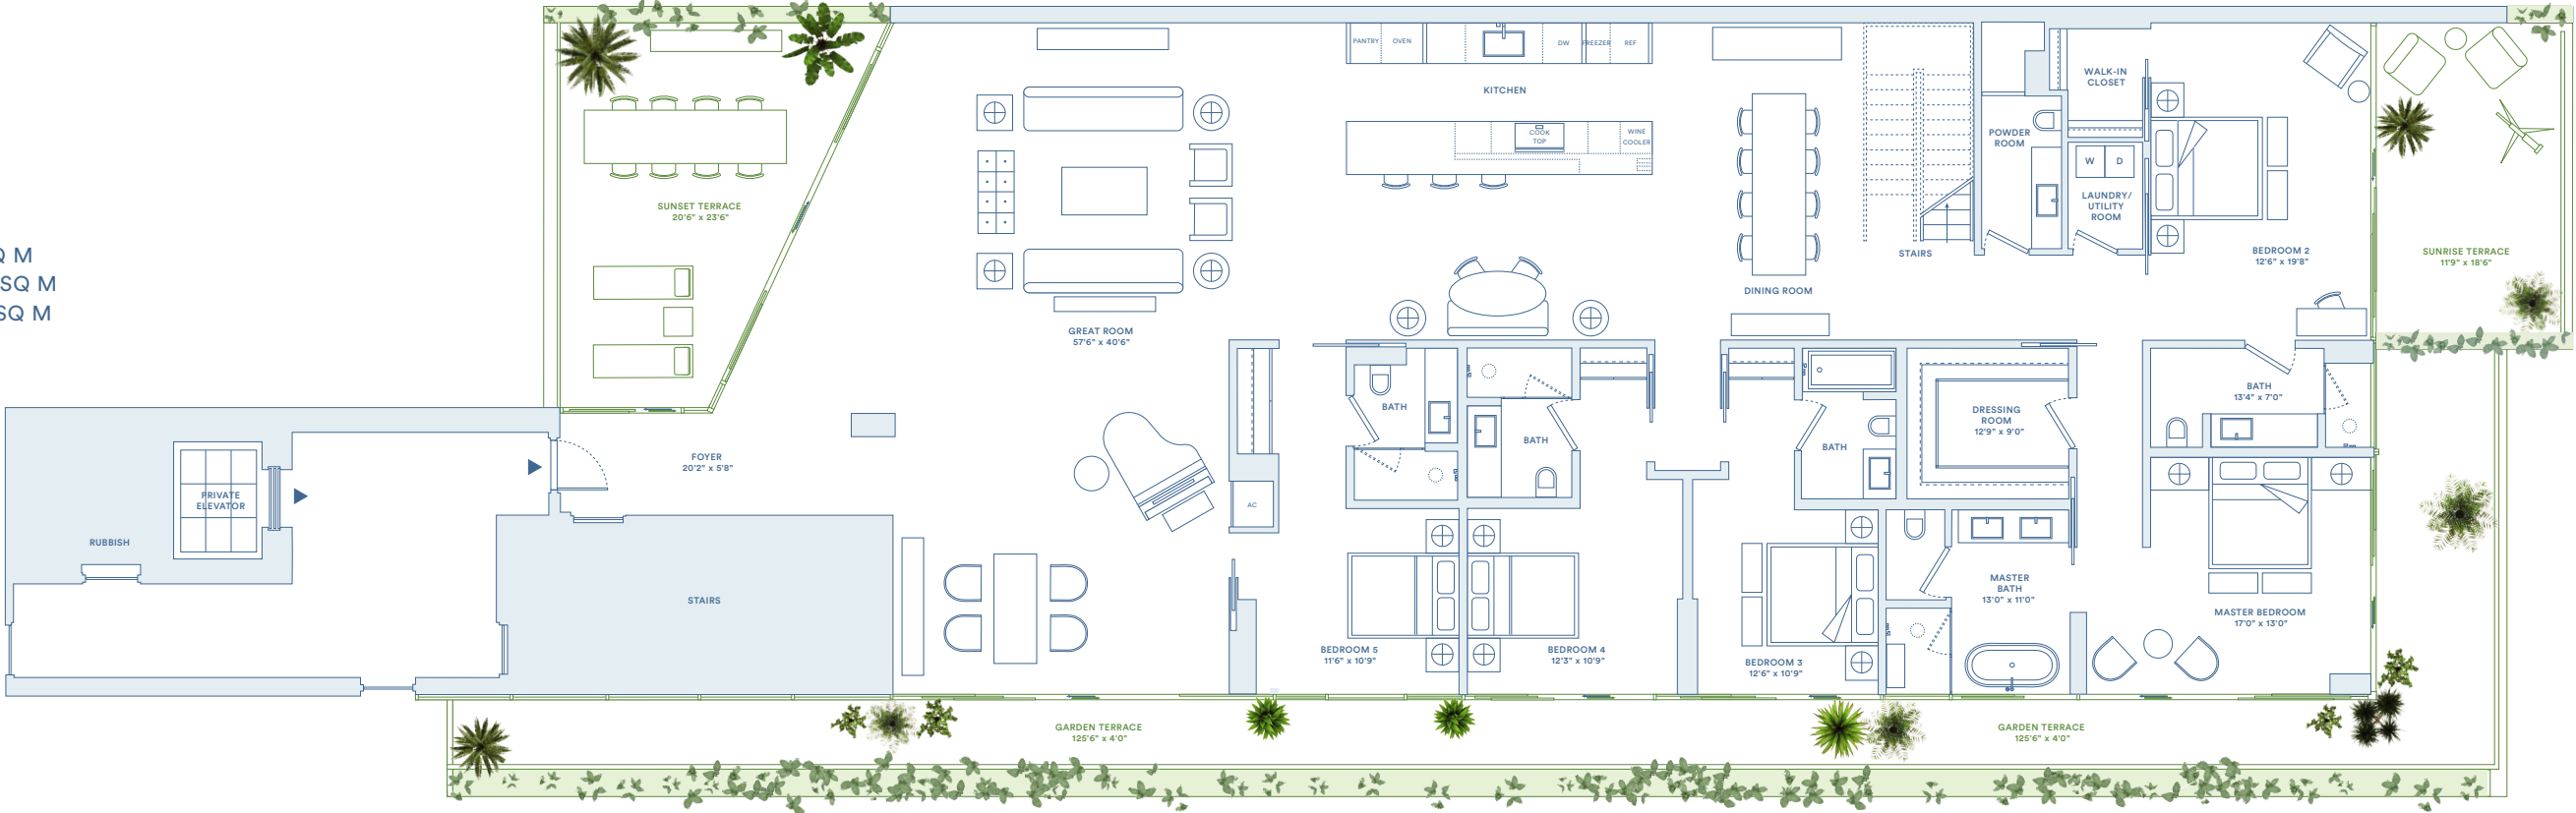 Q M
SQ M
SQ M
SUNSET TERRACE
20'6" x 23'6"
GREAT ROOM
57'6" x 40'6"
PANTRY
OVEN
DW
FREEZER
REF
KITCHEN
COOK
TOP
WINE
COOLER
DINING ROOM
STAIRS
POWDER
ROOM
WALK-IN
CLOSET
W
D
LAUNDRY/
UTILITY
ROOM
BEDROOM 2
12'6" x 19'8"
SUNRISE TERRACE
11'9" x 18'6"
PRIVATE
ELEVATOR
RUBBISH
FOYER
20'2" x 5'8"
STAIRS
AC
BATH
BATH
BATH
DRESSING
ROOM
12'9" x 9'0"
BATH
13'4" x 7'0"
BEDROOM 5
11'6" x 10'9"
BEDROOM 4
12'3" x 10'9"
BEDROOM 3
12'6" x 10'9"
MASTER
BATH
13'0" x 11'0"
MASTER BEDROOM
17'0" x 13'0"
GARDEN TERRACE
125'6" x 4'0"
GARDEN TERRACE
125'6" x 4'0"